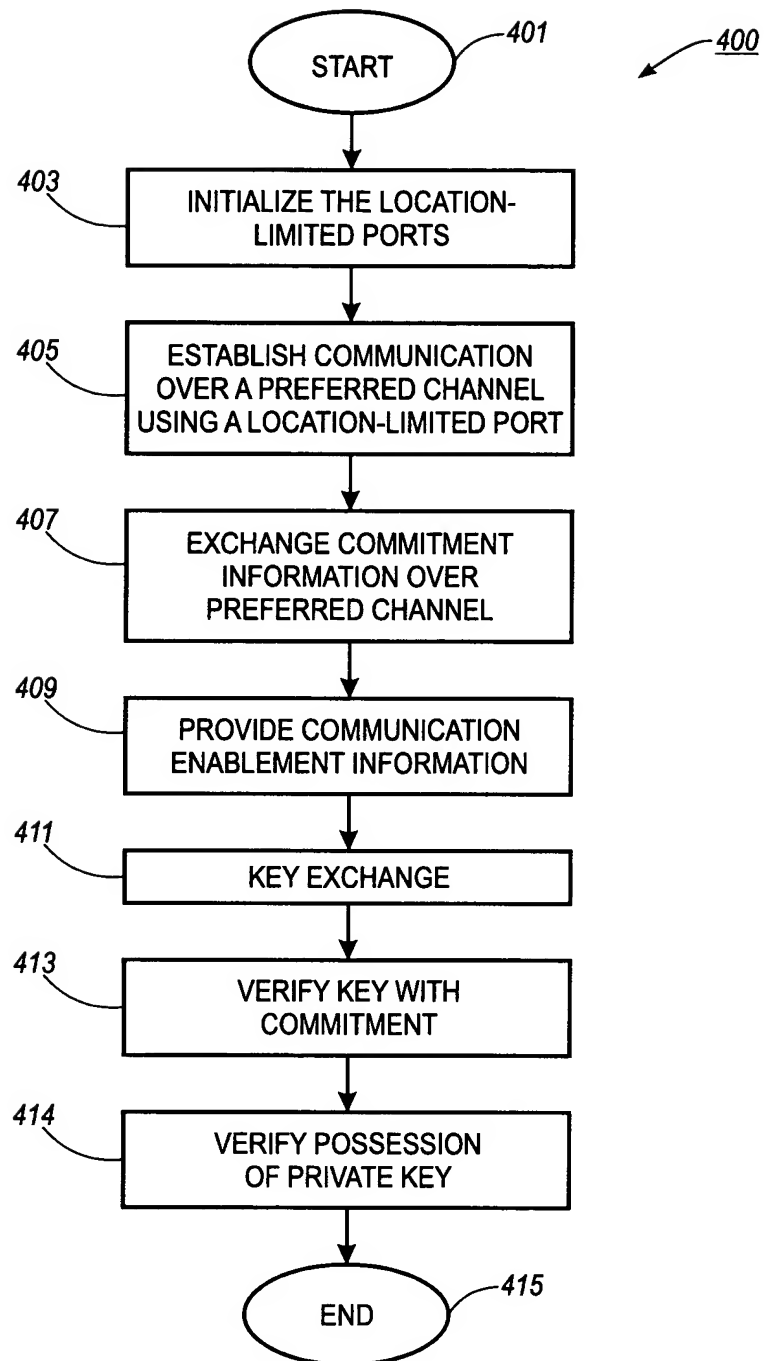 START
401
400
403
INITIALIZE THE LOCATION-
LIMITED PORTS
405
ESTABLISH COMMUNICATION
OVER A PREFERRED CHANNEL
USING A LOCATION-LIMITED PORT
407
EXCHANGE COMMITMENT
INFORMATION OVER
PREFERRED CHANNEL
409
PROVIDE COMMUNICATION
ENABLEMENT INFORMATION
411
KEY EXCHANGE
413
VERIFY KEY WITH
COMMITMENT
414
VERIFY POSSESSION
OF PRIVATE KEY
END
415